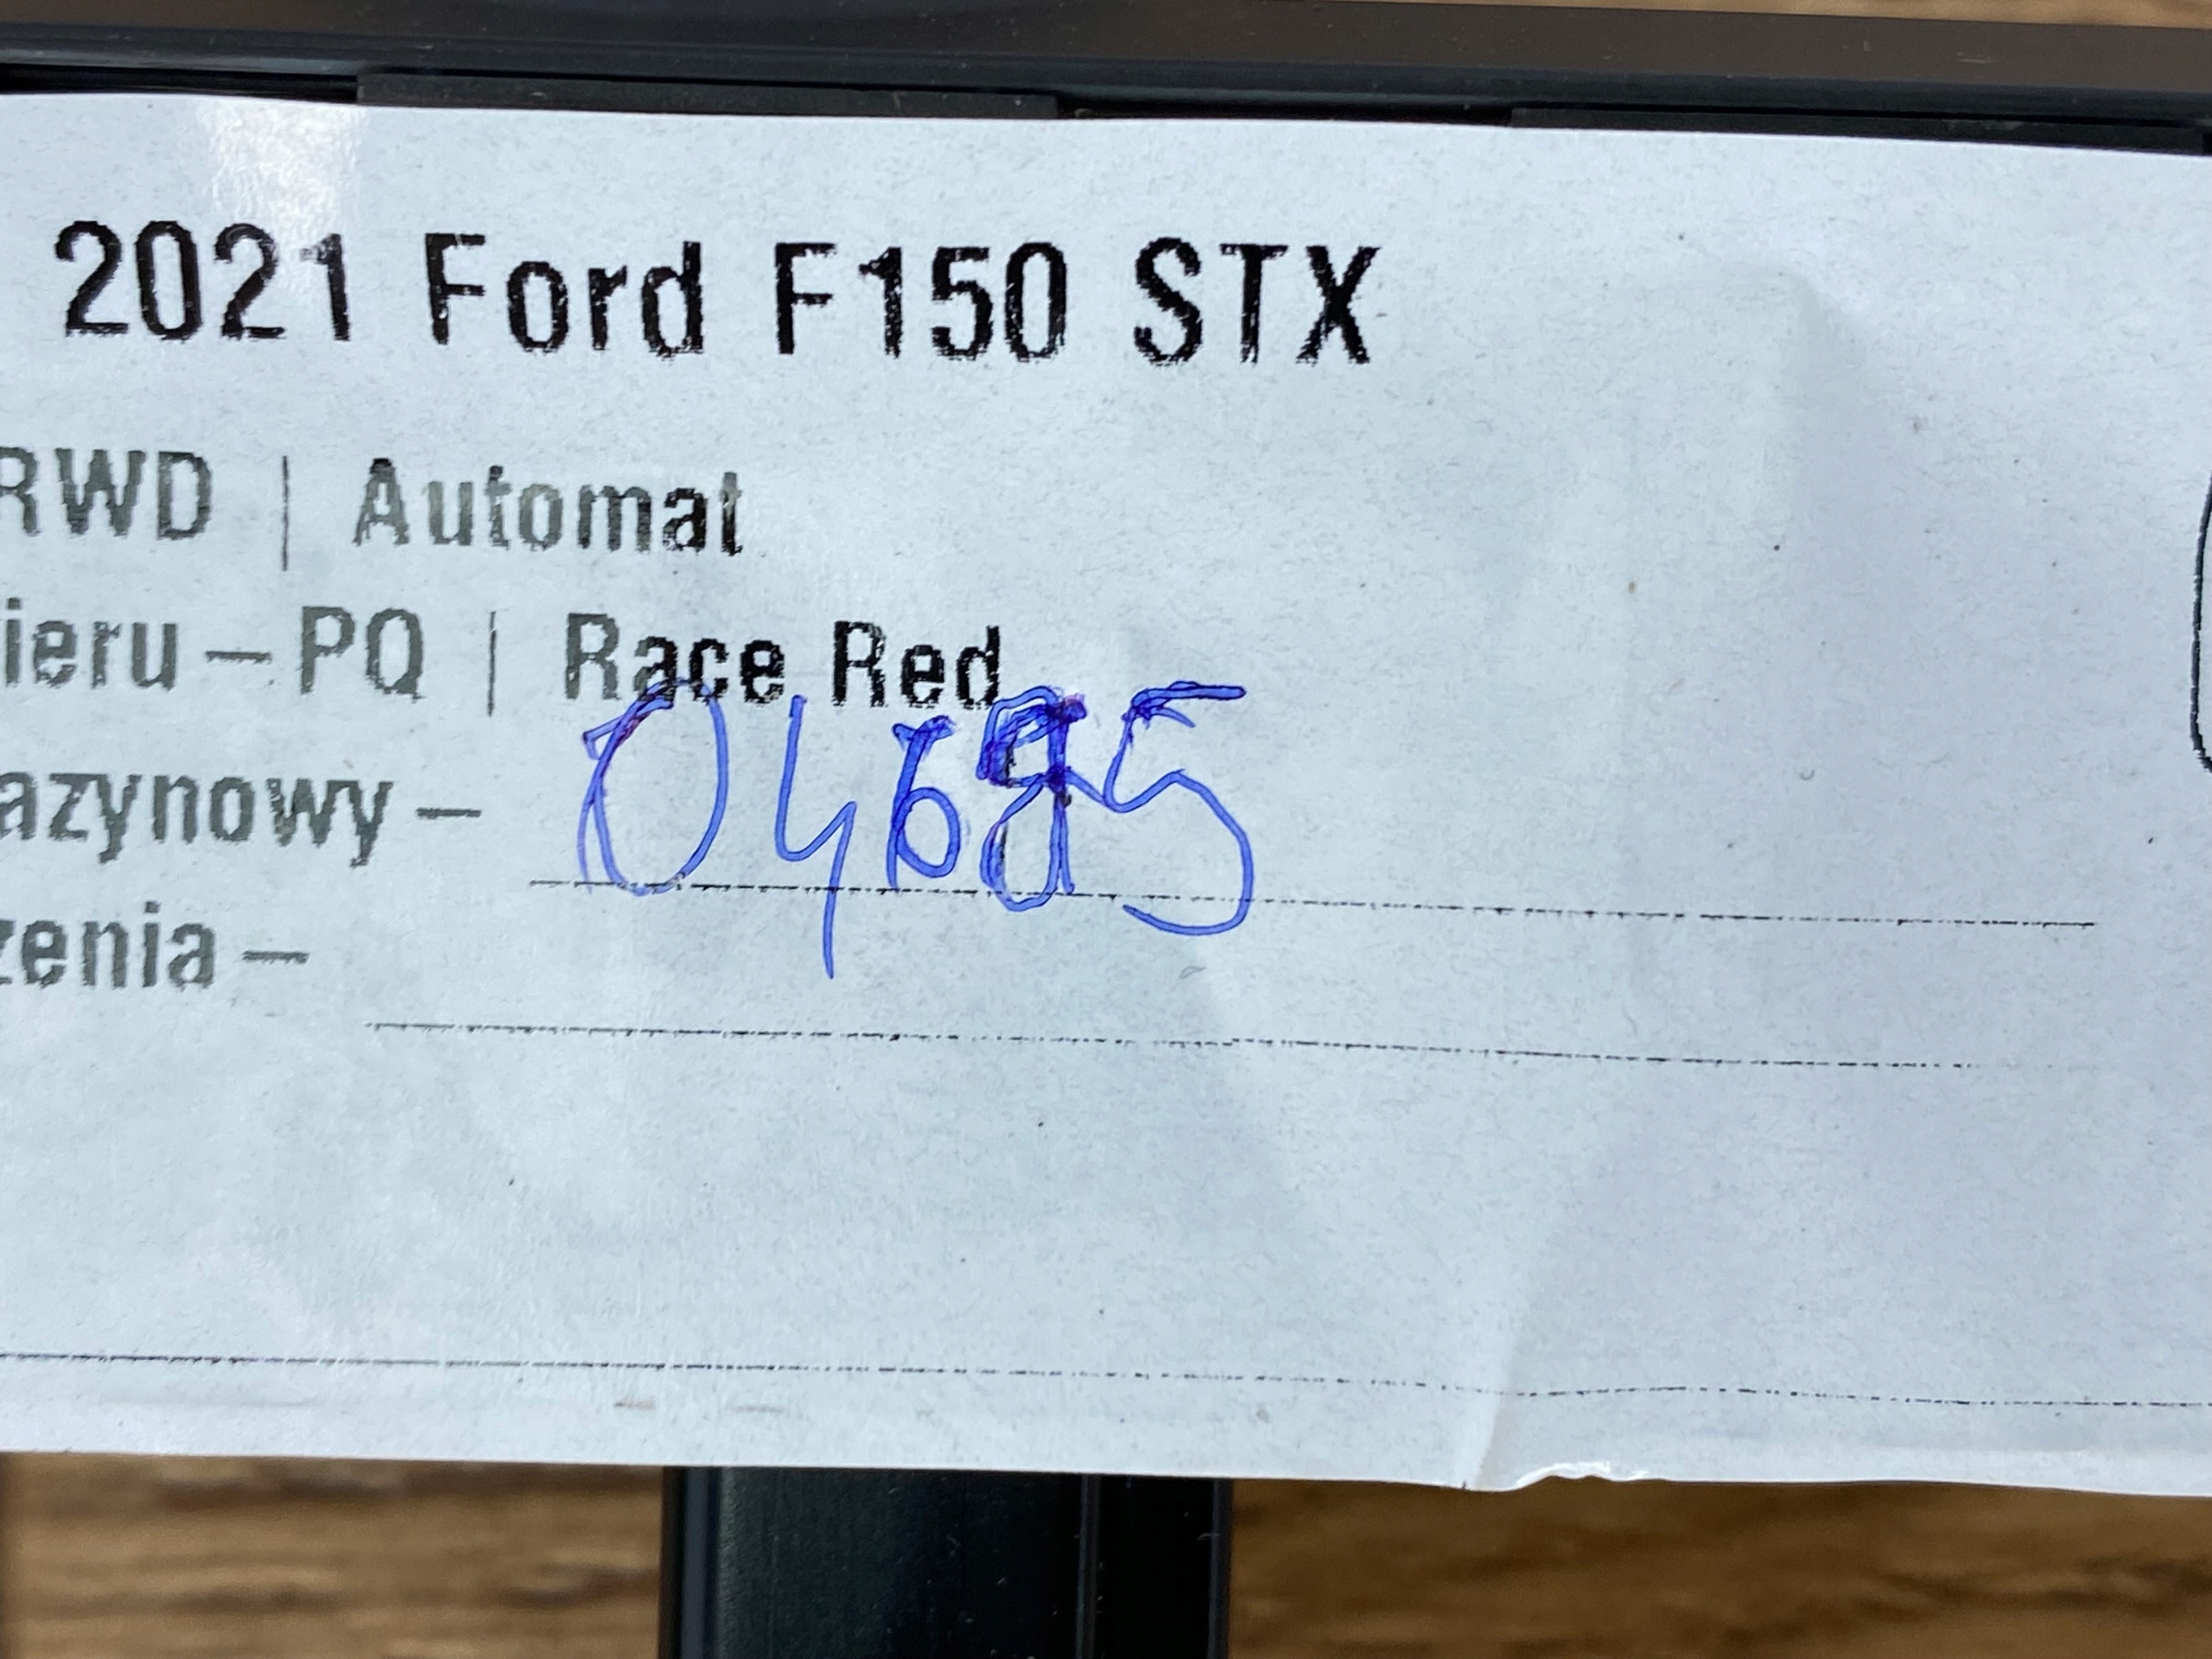 2021 Ford F150 STX
RWD | Automat
ieru – PQ | Race Red
azynowy –
zenia –